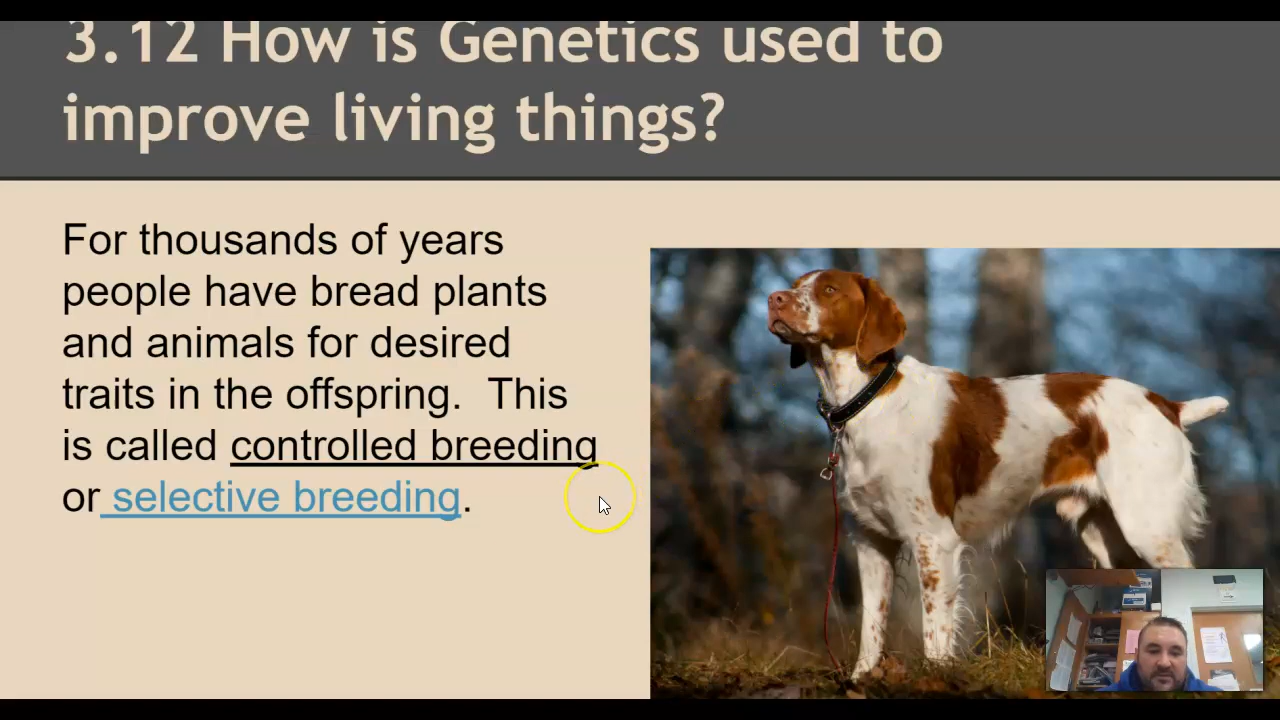 3.12 How is Genetics used to
improve living things?
For thousands of years
people have bread plants
and animals for desired
traits in the offspring. This
is called controlled breeding
or selective breeding.